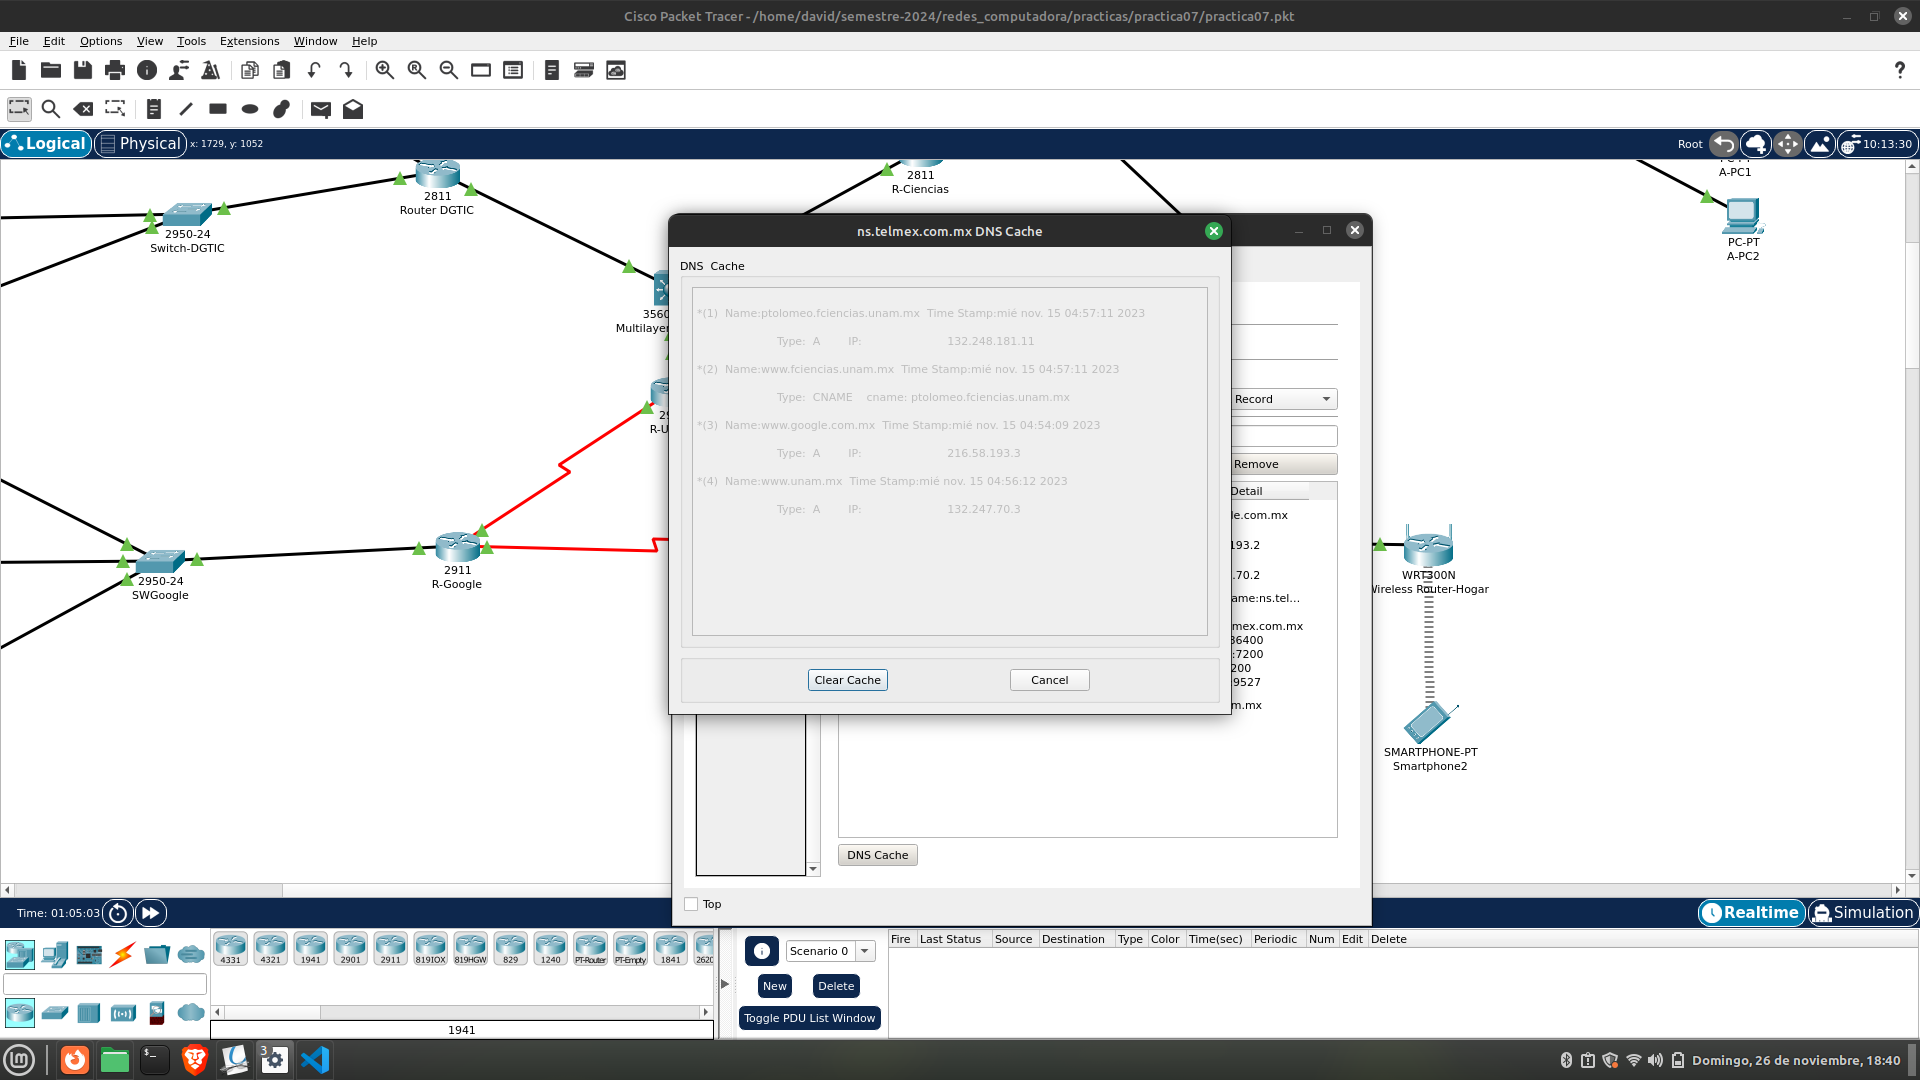 Cisco Packet Tracer - /home/david/semestre-2024/redes_computadora/practicas/practica07/practica07.pkt
File Edit Options View Tools Extensions Window Help
?
Logical Physical x: 1729, y: 1052
Root 10:13:30
2811
Router DGTIC
2950-24
Switch-DGTIC
2811
R-Ciencias
A-PC1
PC-PT
A-PC2
3560
Multilayer
R-U
2950-24
SWGoogle
2911
R-Google
WRT300N
Wireless Router-Hogar
SMARTPHONE-PT
Smartphone2
ns.telmex.com.mx DNS Cache
DNS Cache
*(1) Name:ptolomeo.fciencias.unam.mx Time Stamp:mié nov. 15 04:57:11 2023
Type: A IP: 132.248.181.11
*(2) Name:www.fciencias.unam.mx Time Stamp:mié nov. 15 04:57:11 2023
Type: CNAME cname: ptolomeo.fciencias.unam.mx
*(3) Name:www.google.com.mx Time Stamp:mié nov. 15 04:54:09 2023
Type: A IP: 216.58.193.3
*(4) Name:www.unam.mx Time Stamp:mié nov. 15 04:56:12 2023
Type: A IP: 132.247.70.3
Clear Cache Cancel
Record
Remove
Detail
le.com.mx
193.2
.70.2
ame:ns.tel...
mex.com.mx
86400
:7200
200
9527
m.mx
DNS Cache
Top
Time: 01:05:03
Realtime Simulation
4331 4321 1941 2901 2911 819IOX 819HGW 829 1240 PT-Router PT-Empty 1841 2620
1941
Scenario 0
New Delete
Toggle PDU List Window
Fire Last Status Source Destination Type Color Time(sec) Periodic Num Edit Delete
3
Domingo, 26 de noviembre, 18:40